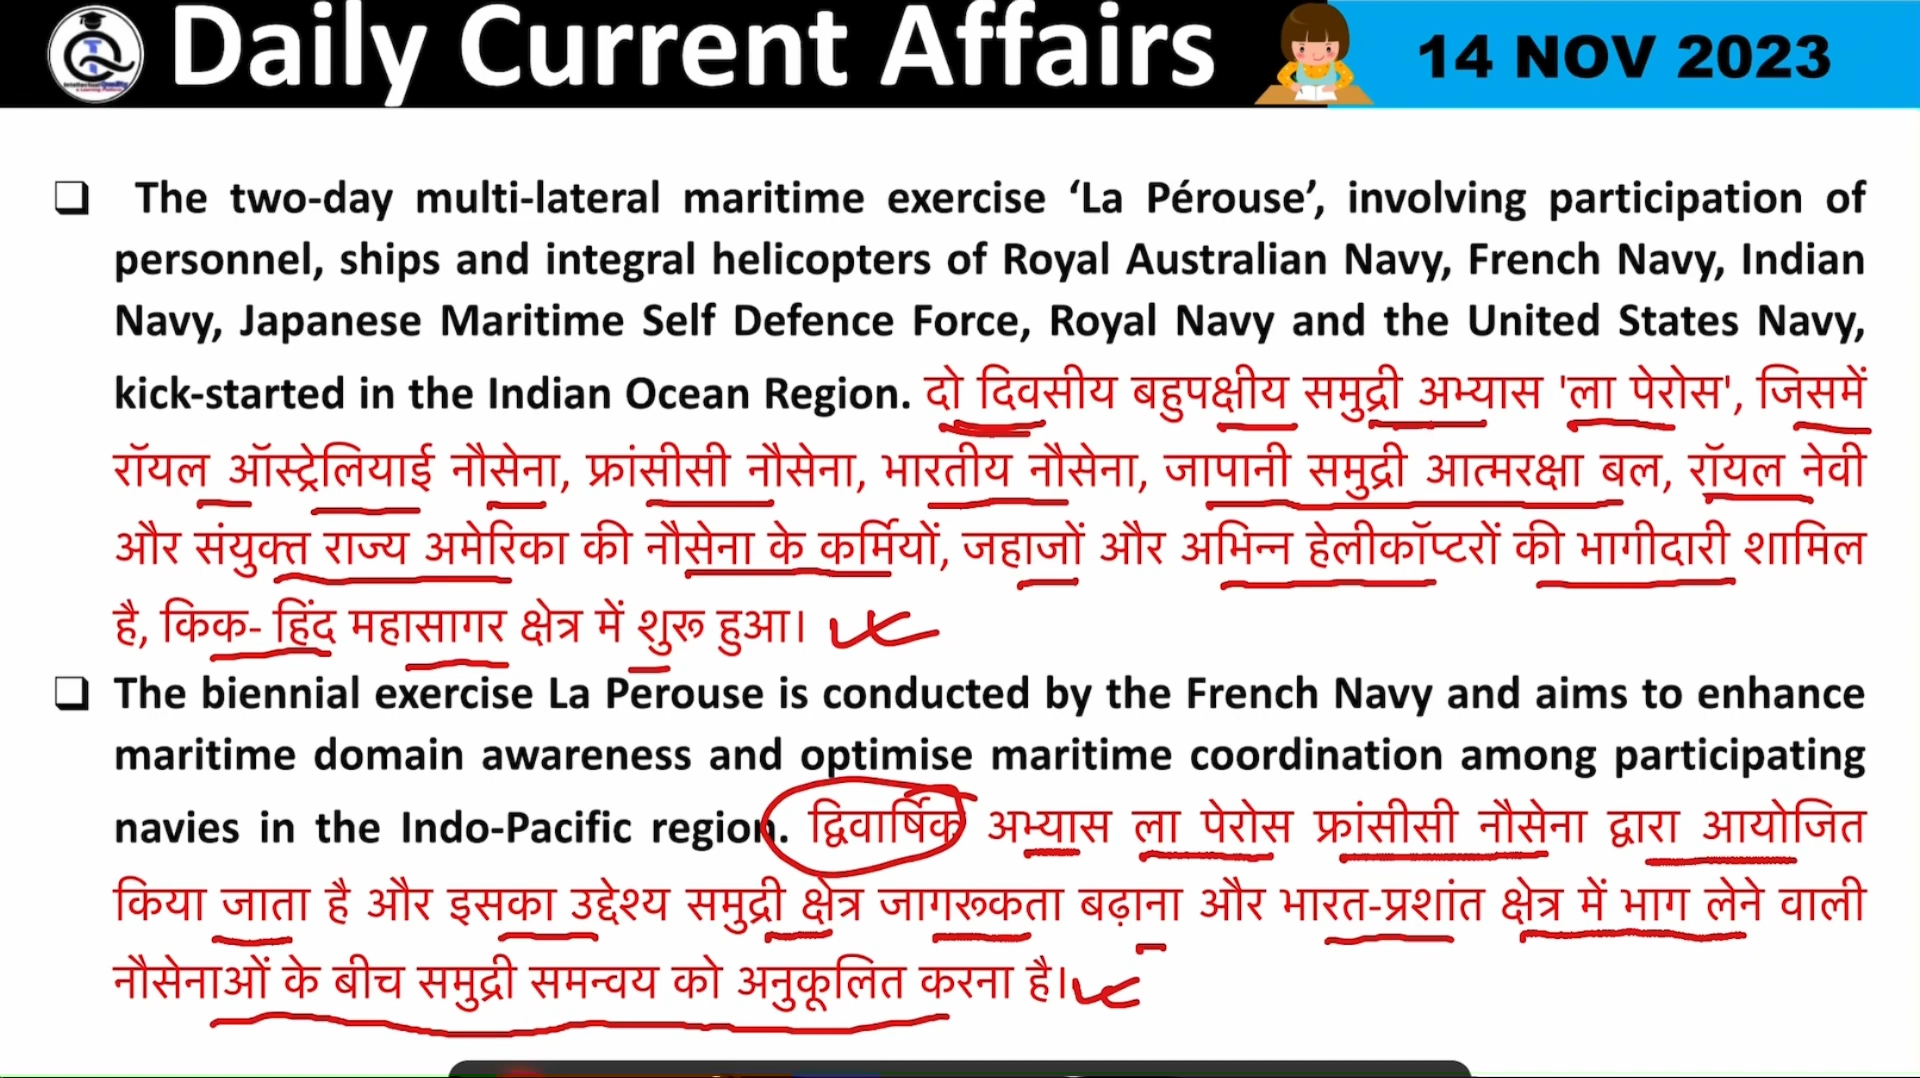 Daily Current Affairs
14 NOV 2023
❑ The two-day multi-lateral maritime exercise ‘La Pérouse’, involving participation of
personnel, ships and integral helicopters of Royal Australian Navy, French Navy, Indian
Navy, Japanese Maritime Self Defence Force, Royal Navy and the United States Navy,
kick-started in the Indian Ocean Region. दो दिवसीय बहुपक्षीय समुद्री अभ्यास 'ला पेरोस', जिसमें
रॉयल ऑस्ट्रेलियाई नौसेना, फ्रांसीसी नौसेना, भारतीय नौसेना, जापानी समुद्री आत्मरक्षा बल, रॉयल नेवी
और संयुक्त राज्य अमेरिका की नौसेना के कर्मियों, जहाजों और अभिन्न हेलीकॉप्टरों की भागीदारी शामिल
है, किक- हिंद महासागर क्षेत्र में शुरू हुआ।
❑ The biennial exercise La Perouse is conducted by the French Navy and aims to enhance
maritime domain awareness and optimise maritime coordination among participating
navies in the Indo-Pacific region. द्विवार्षिक अभ्यास ला पेरोस फ्रांसीसी नौसेना द्वारा आयोजित
किया जाता है और इसका उद्देश्य समुद्री क्षेत्र जागरूकता बढ़ाना और भारत-प्रशांत क्षेत्र में भाग लेने वाली
नौसेनाओं के बीच समुद्री समन्वय को अनुकूलित करना है।